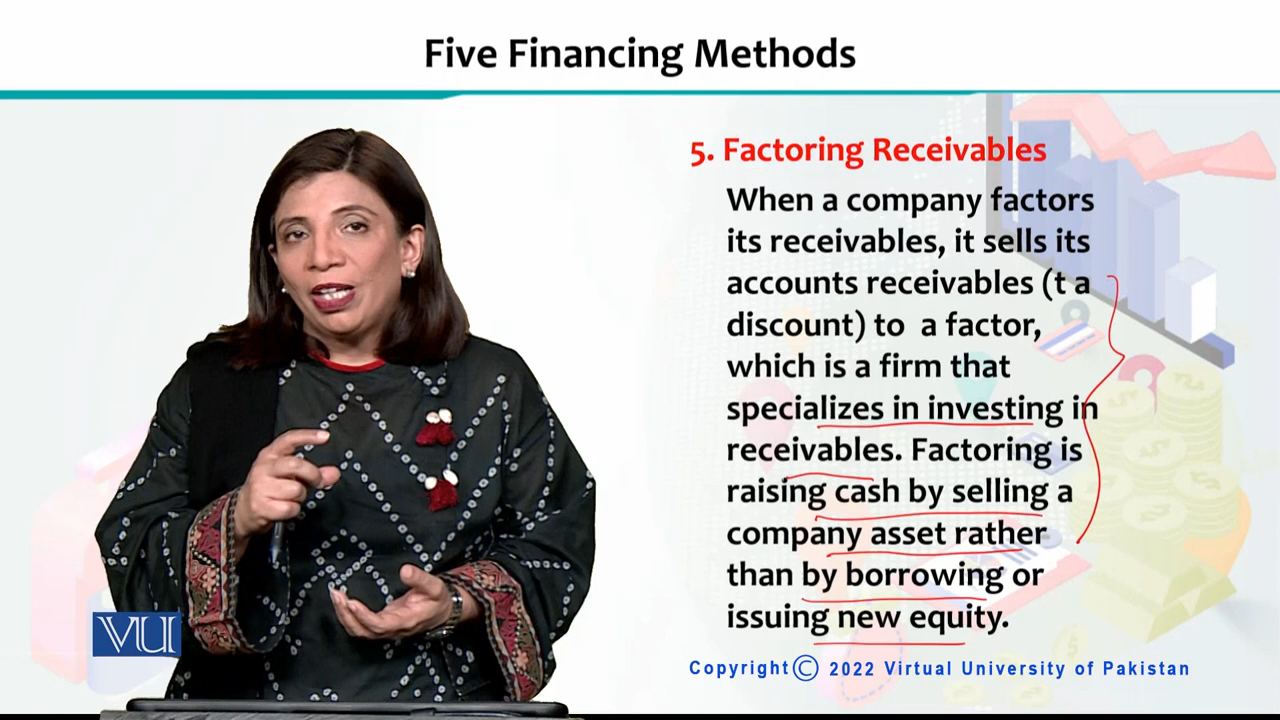 Five Financing Methods
5. Factoring Receivables
When a company factors
its receivables, it sells its
accounts receivables (t a
discount) to a factor,
which is a firm that
specializes in investing in
receivables. Factoring is
raising cash by selling a
company asset rather
than by borrowing or
issuing new equity.
VU
Copyright© 2022 Virtual University of Pakistan